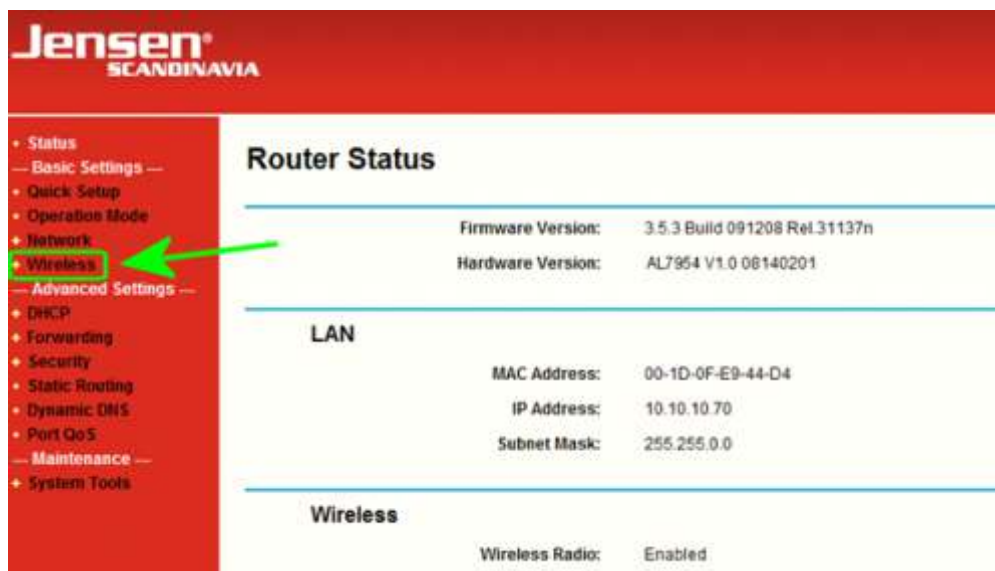 Jensen®
SCANDINAVIA
Status
— Basic Settings —
Quick Setup
Operation Mode
Network
Wireless
— Advanced Settings —
DHCP
Forwarding
Security
Static Routing
Dynamic DNS
Port QoS
— Maintenance —
System Tools
Router Status
Firmware Version: 3.5.3 Build 091208 Rel.31137n
Hardware Version: AL7954 V1.0 08140201
LAN
MAC Address: 00-1D-0F-E9-44-D4
IP Address: 10.10.10.70
Subnet Mask: 255.255.0.0
Wireless
Wireless Radio: Enabled